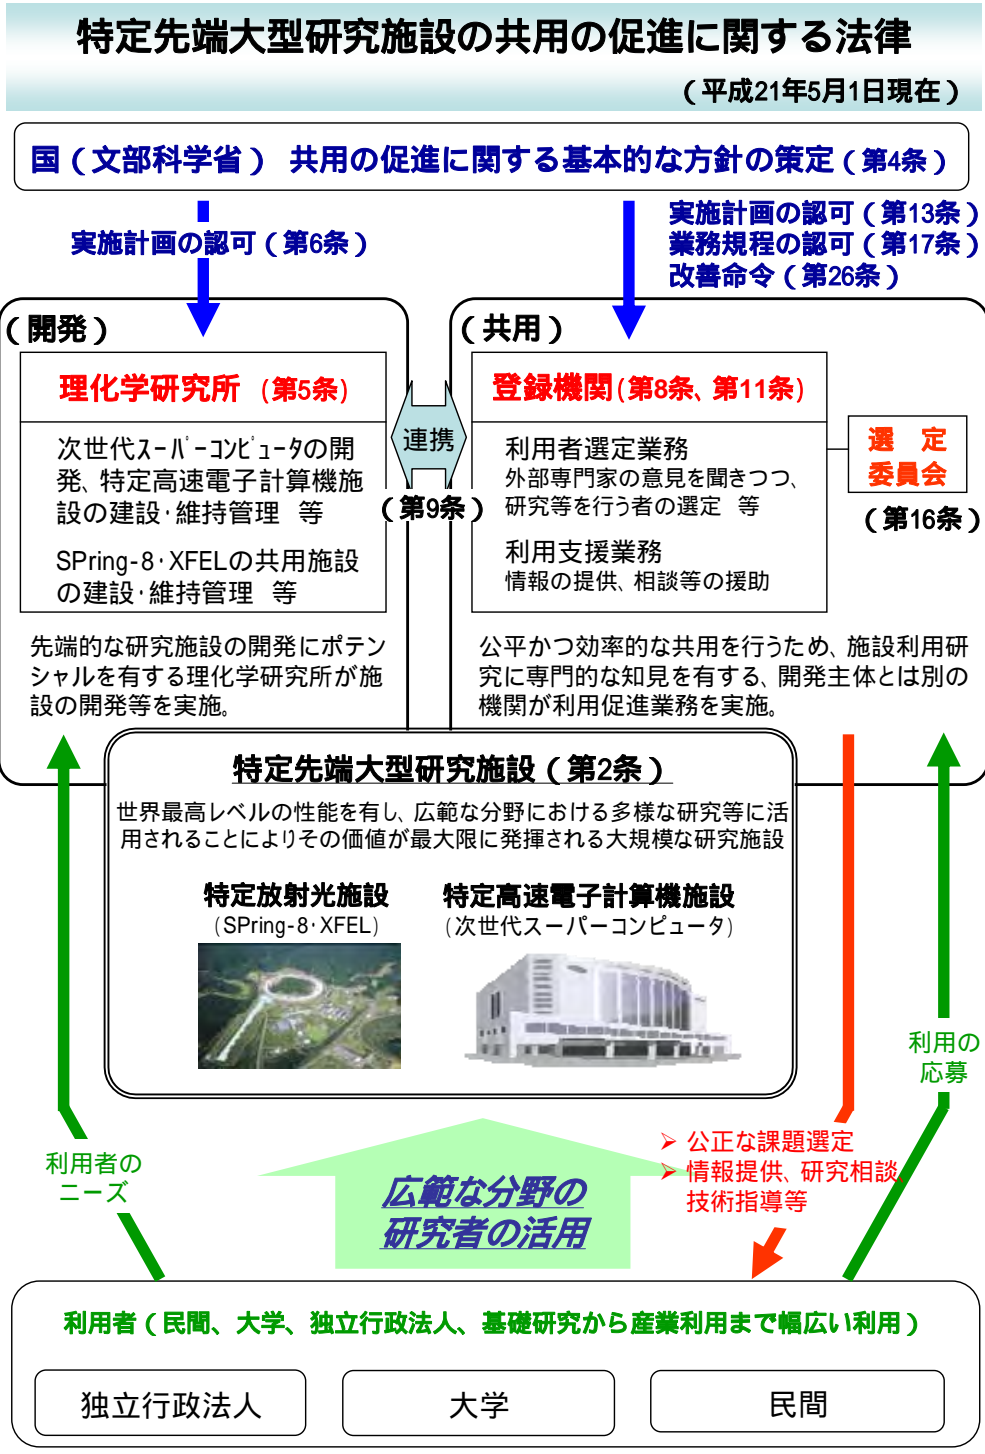 特定先端大型研究施設の共用の促進に関する法律
（平成21年5月1日現在）
国（文部科学省） 共用の促進に関する基本的な方針の策定（第4条）
実施計画の認可（第6条）
実施計画の認可（第13条）
業務規程の認可（第17条）
改善命令（第26条）
（開発）
理化学研究所 (第5条)
次世代ｽｰﾊﾟｰｺﾝﾋﾟｭｰﾀの開
発、特定高速電子計算機施
設の建設･維持管理 等
SPring-8･XFELの共用施設
の建設･維持管理 等
先端的な研究施設の開発にポテン
シャルを有する理化学研究所が施
設の開発等を実施。
連携
（第9条）
（共用）
登録機関(第8条、第11条)
利用者選定業務
外部専門家の意見を聞きつつ、
研究等を行う者の選定 等
利用支援業務
情報の提供、相談等の援助
選 定
委員会
（第16条）
公平かつ効率的な共用を行うため、施設利用研
究に専門的な知見を有する、開発主体とは別の
機関が利用促進業務を実施。
特定先端大型研究施設（第2条）
世界最高レベルの性能を有し、広範な分野における多様な研究等に活
用されることによりその価値が最大限に発揮される大規模な研究施設
特定放射光施設
(SPring-8･XFEL)
特定高速電子計算機施設
(次世代スーパーコンピュータ)
利用の
応募
利用者の
ニーズ
➢ 公正な課題選定
➢ 情報提供、研究相談、
技術指導等
広範な分野の
研究者の活用
利用者（民間、大学、独立行政法人、基礎研究から産業利用まで幅広い利用）
独立行政法人
大学
民間